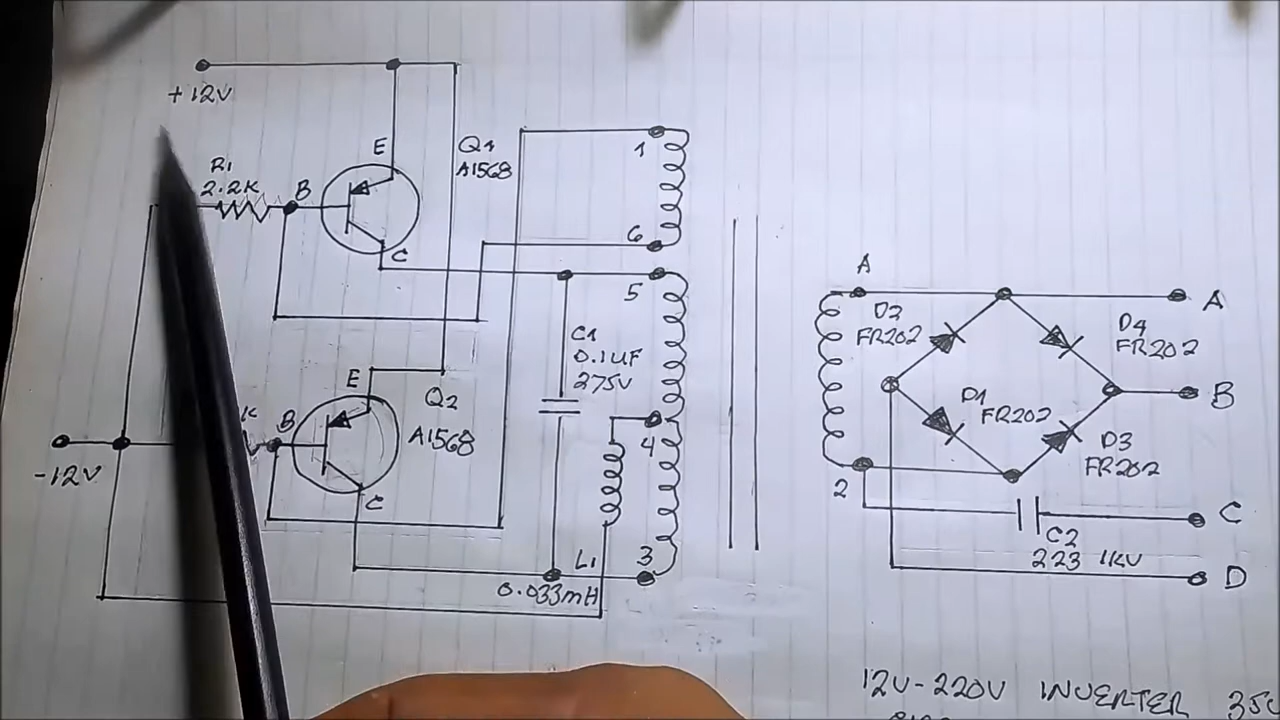 +12V
R1
2.2K
B
E
C
Q1
A1568
1
6
5
4
3
C1
0.1UF
275V
-12V
K
B
E
C
Q2
A1568
L1
0.033mH
A
2
D2
FR202
D4
FR202
D1
FR202
D3
FR202
C2
223 1KV
A
B
C
D
12V-220V INVERTER